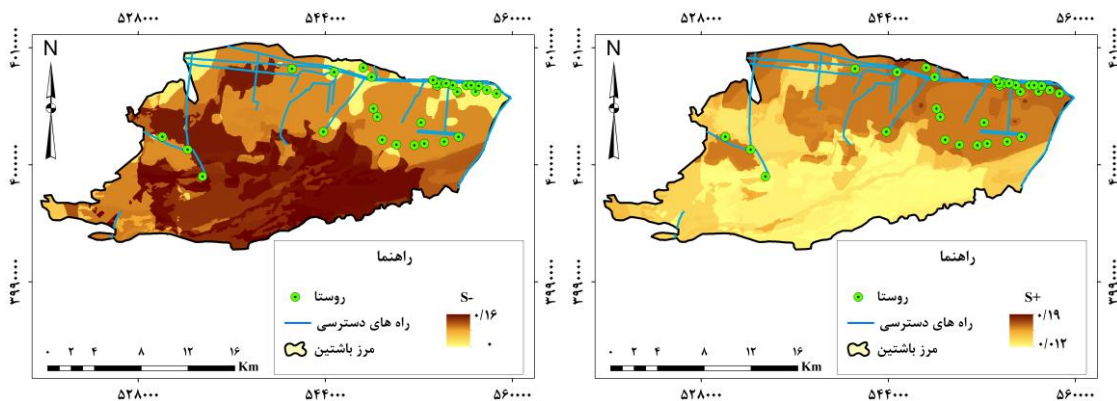 ۵۲۸۰۰۰ ۵۴۴۰۰۰ ۵۶۰۰۰۰
۴۰۱۰۰۰۰
۴۰۰۰۰۰۰
۳۹۹۰۰۰۰
N
راهنما
روستا
راه های دسترسی
مرز باشتین
S-
۰/۱۶
۰
۰ ۲ ۴ ۸ ۱۲ ۱۶
Km
۵۲۸۰۰۰ ۵۴۴۰۰۰ ۵۶۰۰۰۰
۵۲۸۰۰۰ ۵۴۴۰۰۰ ۵۶۰۰۰۰
۴۰۱۰۰۰۰
۴۰۰۰۰۰۰
۳۹۹۰۰۰۰
N
راهنما
روستا
راه های دسترسی
مرز باشتین
S+
۰/۱۹
۰/۰۱۲
۰ ۲ ۴ ۸ ۱۲ ۱۶
Km
۵۲۸۰۰۰ ۵۴۴۰۰۰ ۵۶۰۰۰۰